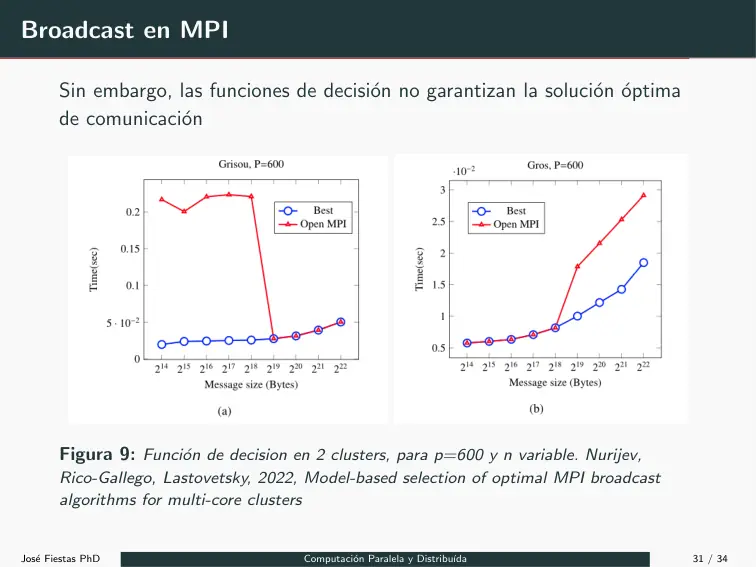 Broadcast en MPI
Sin embargo, las funciones de decisión no garantizan la solución óptima
de comunicación
Grisou, P=600
Time(sec)
0.2
0.15
0.1
5 · 10⁻²
0
Best
Open MPI
2¹⁴ 2¹⁵ 2¹⁶ 2¹⁷ 2¹⁸ 2¹⁹ 2²⁰ 2²¹ 2²²
Message size (Bytes)
(a)
Gros, P=600
·10⁻²
Time(sec)
3
2.5
2
1.5
1
0.5
Best
Open MPI
2¹⁴ 2¹⁵ 2¹⁶ 2¹⁷ 2¹⁸ 2¹⁹ 2²⁰ 2²¹ 2²²
Message size (Bytes)
(b)
Figura 9: Función de decision en 2 clusters, para p=600 y n variable. Nurijev,
Rico-Gallego, Lastovetsky, 2022, Model-based selection of optimal MPI broadcast
algorithms for multi-core clusters
José Fiestas PhD
Computación Paralela y Distribuída
31 / 34